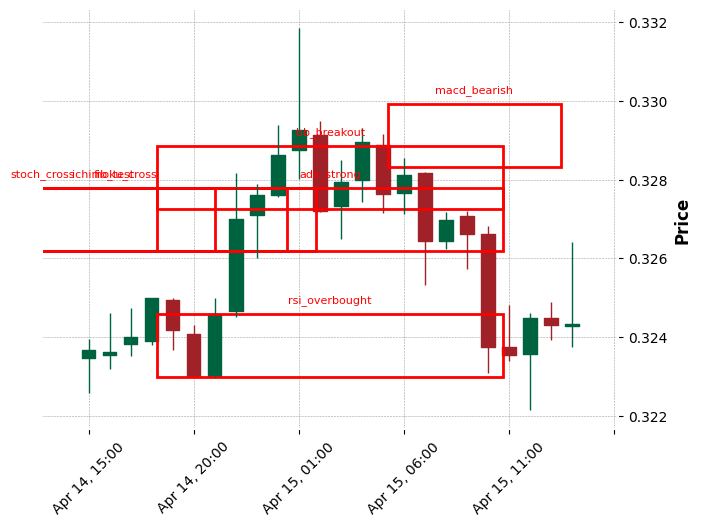 0.332
0.330
0.328
0.326
0.324
0.322
Price
macd_bearish
bb_breakout
stoch_cross
ichimoku_cross
adx_strong
rsi_overbought
Apr 14, 15:00
Apr 14, 20:00
Apr 15, 01:00
Apr 15, 06:00
Apr 15, 11:00